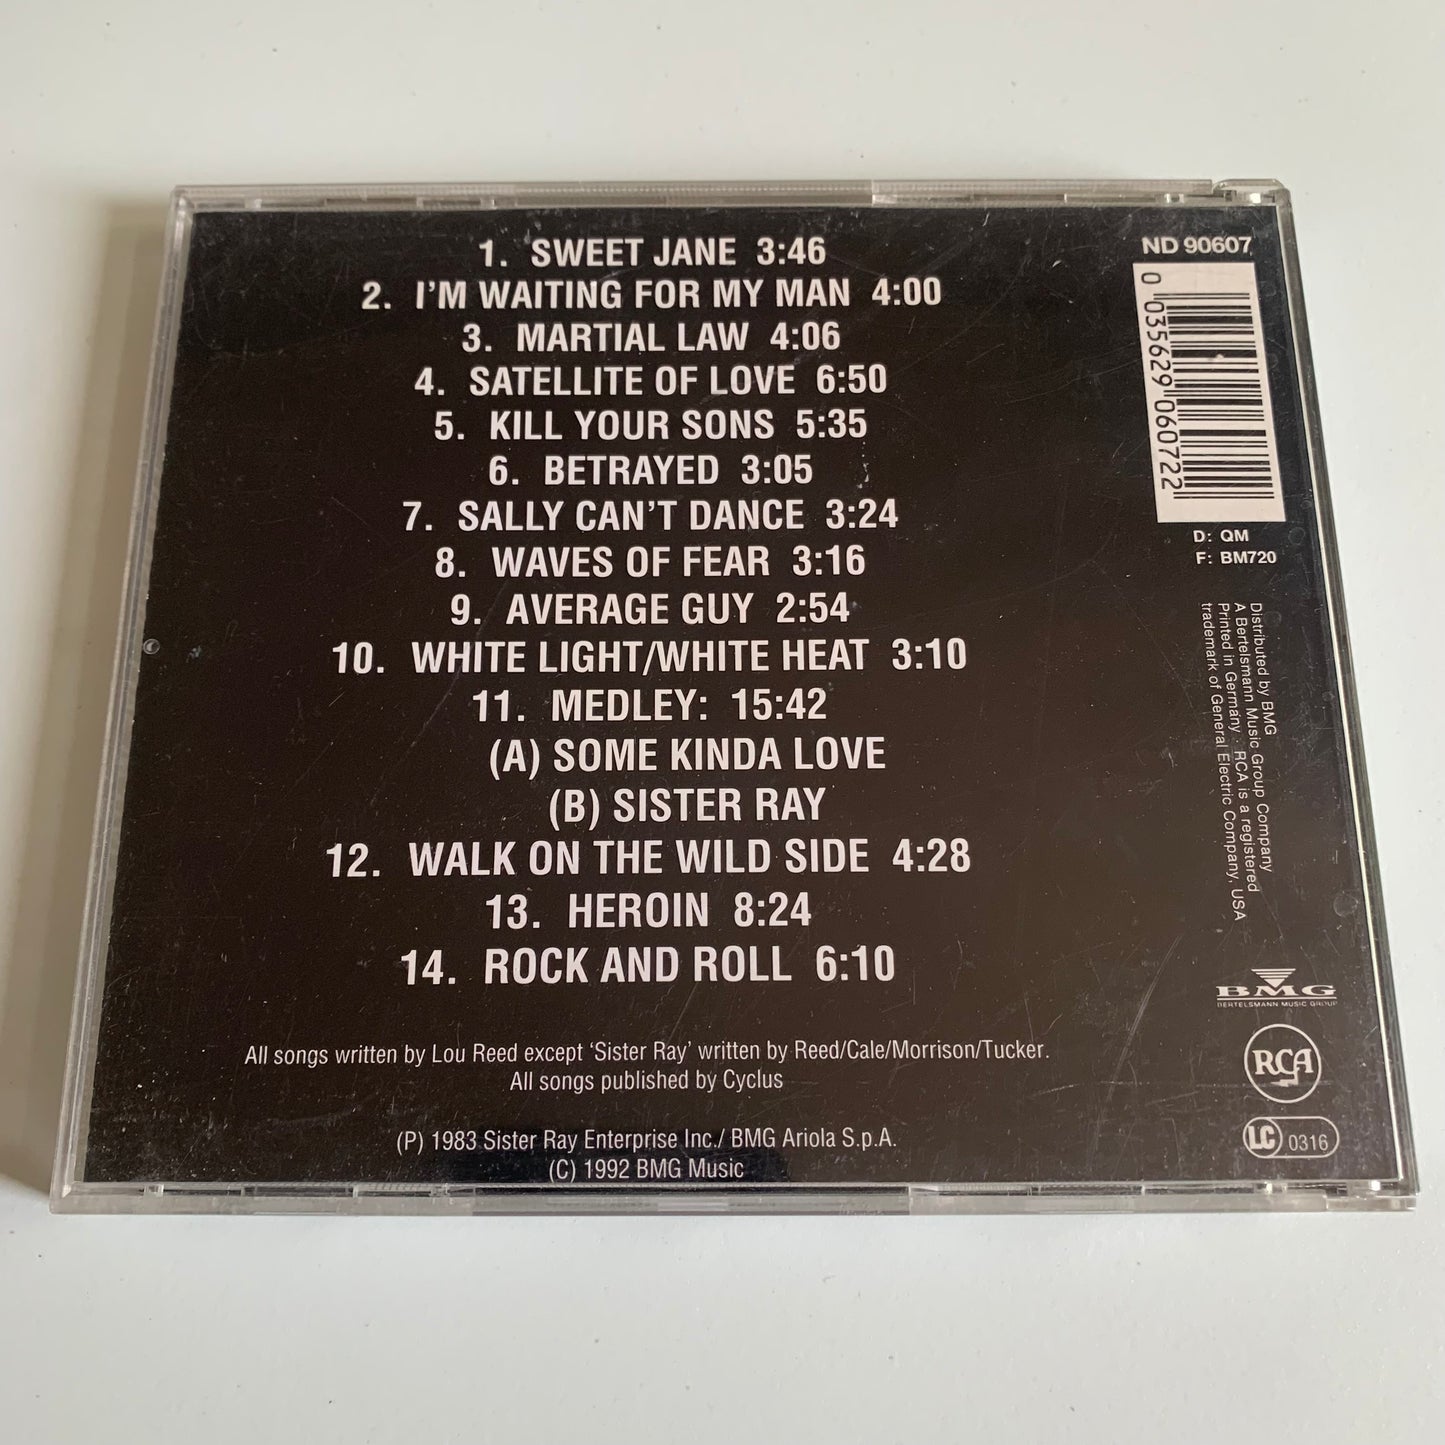 1. SWEET JANE 3:46
2. I'M WAITING FOR MY MAN 4:00
3. MARTIAL LAW 4:06
4. SATELLITE OF LOVE 6:50
5. KILL YOUR SONS 5:35
6. BETRAYED 3:05
7. SALLY CAN'T DANCE 3:24
8. WAVES OF FEAR 3:16
9. AVERAGE GUY 2:54
10. WHITE LIGHT/WHITE HEAT 3:10
11. MEDLEY: 15:42
(A) SOME KINDA LOVE
(B) SISTER RAY
12. WALK ON THE WILD SIDE 4:28
13. HEROIN 8:24
14. ROCK AND ROLL 6:10
All songs written by Lou Reed except 'Sister Ray' written by Reed/Cale/Morrison/Tucker.
All songs published by Cyclus
(P) 1983 Sister Ray Enterprise Inc./ BMG Ariola S.p.A.
(C) 1992 BMG Music
ND 90607
0 035629 060722
D: QM
F: BM720
Distributed by BMG
A Bertelsmann Music Group Company
Printed in Germany · RCA is a registered
trademark of General Electric Company, USA
BMG
BERTELSMANN MUSIC GROUP
RCA
LC 0316